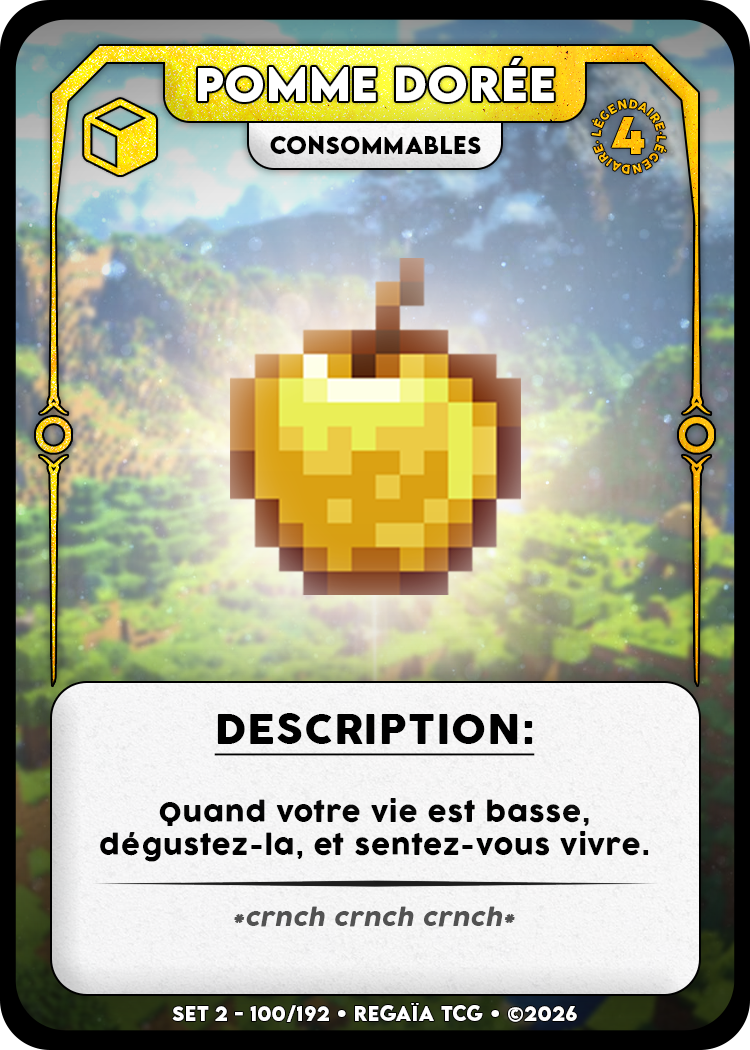 POMME DORÉE
CONSOMMABLES
LÉGENDAIRE·LÉGENDAIRE·
4
DESCRIPTION:
Quand votre vie est basse,
dégustez-la, et sentez-vous vivre.
*crnch crnch crnch*
SET 2 - 100/192 • REGAÏA TCG • ©2026